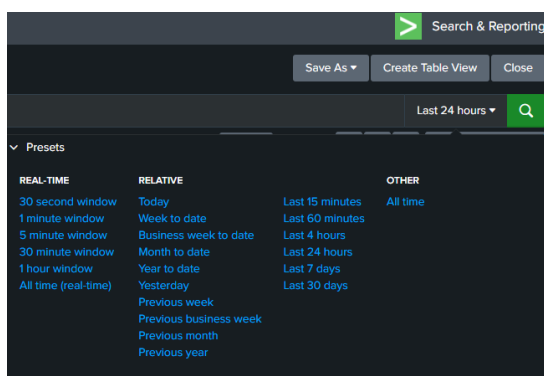 Search & Reporting
Save As
Create Table View
Close
Last 24 hours
Presets
REAL-TIME
30 second window
1 minute window
5 minute window
30 minute window
1 hour window
All time (real-time)
RELATIVE
Today
Week to date
Business week to date
Month to date
Year to date
Yesterday
Previous week
Previous business week
Previous month
Previous year
Last 15 minutes
Last 60 minutes
Last 4 hours
Last 24 hours
Last 7 days
Last 30 days
OTHER
All time